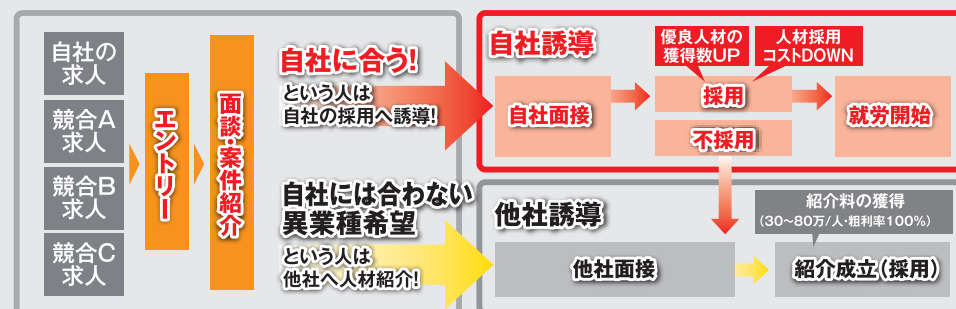 自社の
求人
競合A
求人
競合B
求人
競合C
求人
エントリー
面談・案件紹介
自社に合う!
という人は
自社の採用へ誘導!
自社には合わない
異業種希望
という人は
他社へ人材紹介!
自社誘導
優良人材の
獲得数UP
人材採用
コストDOWN
自社面接
採用
不採用
就労開始
他社誘導
紹介料の獲得
(30〜80万/人・粗利率100%)
他社面接
紹介成立(採用)